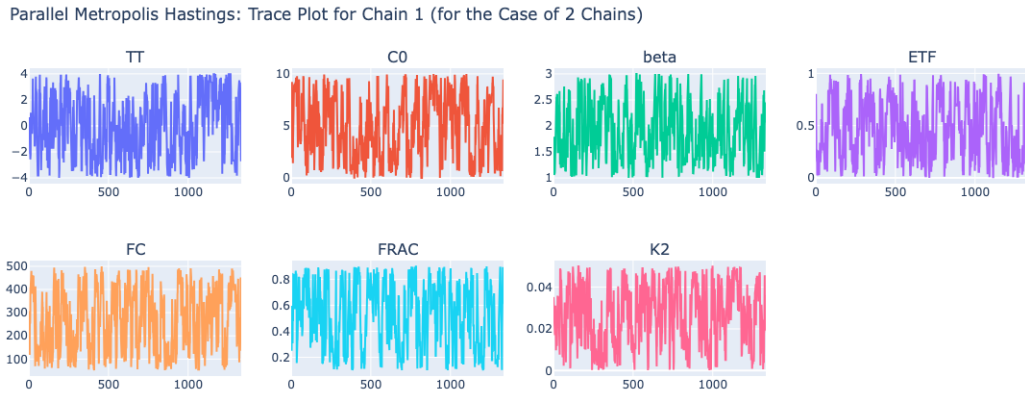 Parallel Metropolis Hastings: Trace Plot for Chain 1 (for the Case of 2 Chains)
TT C0 beta ETF
4 2 0 −2 −4
0 500 1000
10 5 0
0 500 1000
3 2.5 2 1.5 1
0 500 1000
1 0.5 0
0 500 1000
FC FRAC K2
500 400 300 200 100
0 500 1000
0.8 0.6 0.4 0.2
0 500 1000
0.04 0.02 0
0 500 1000